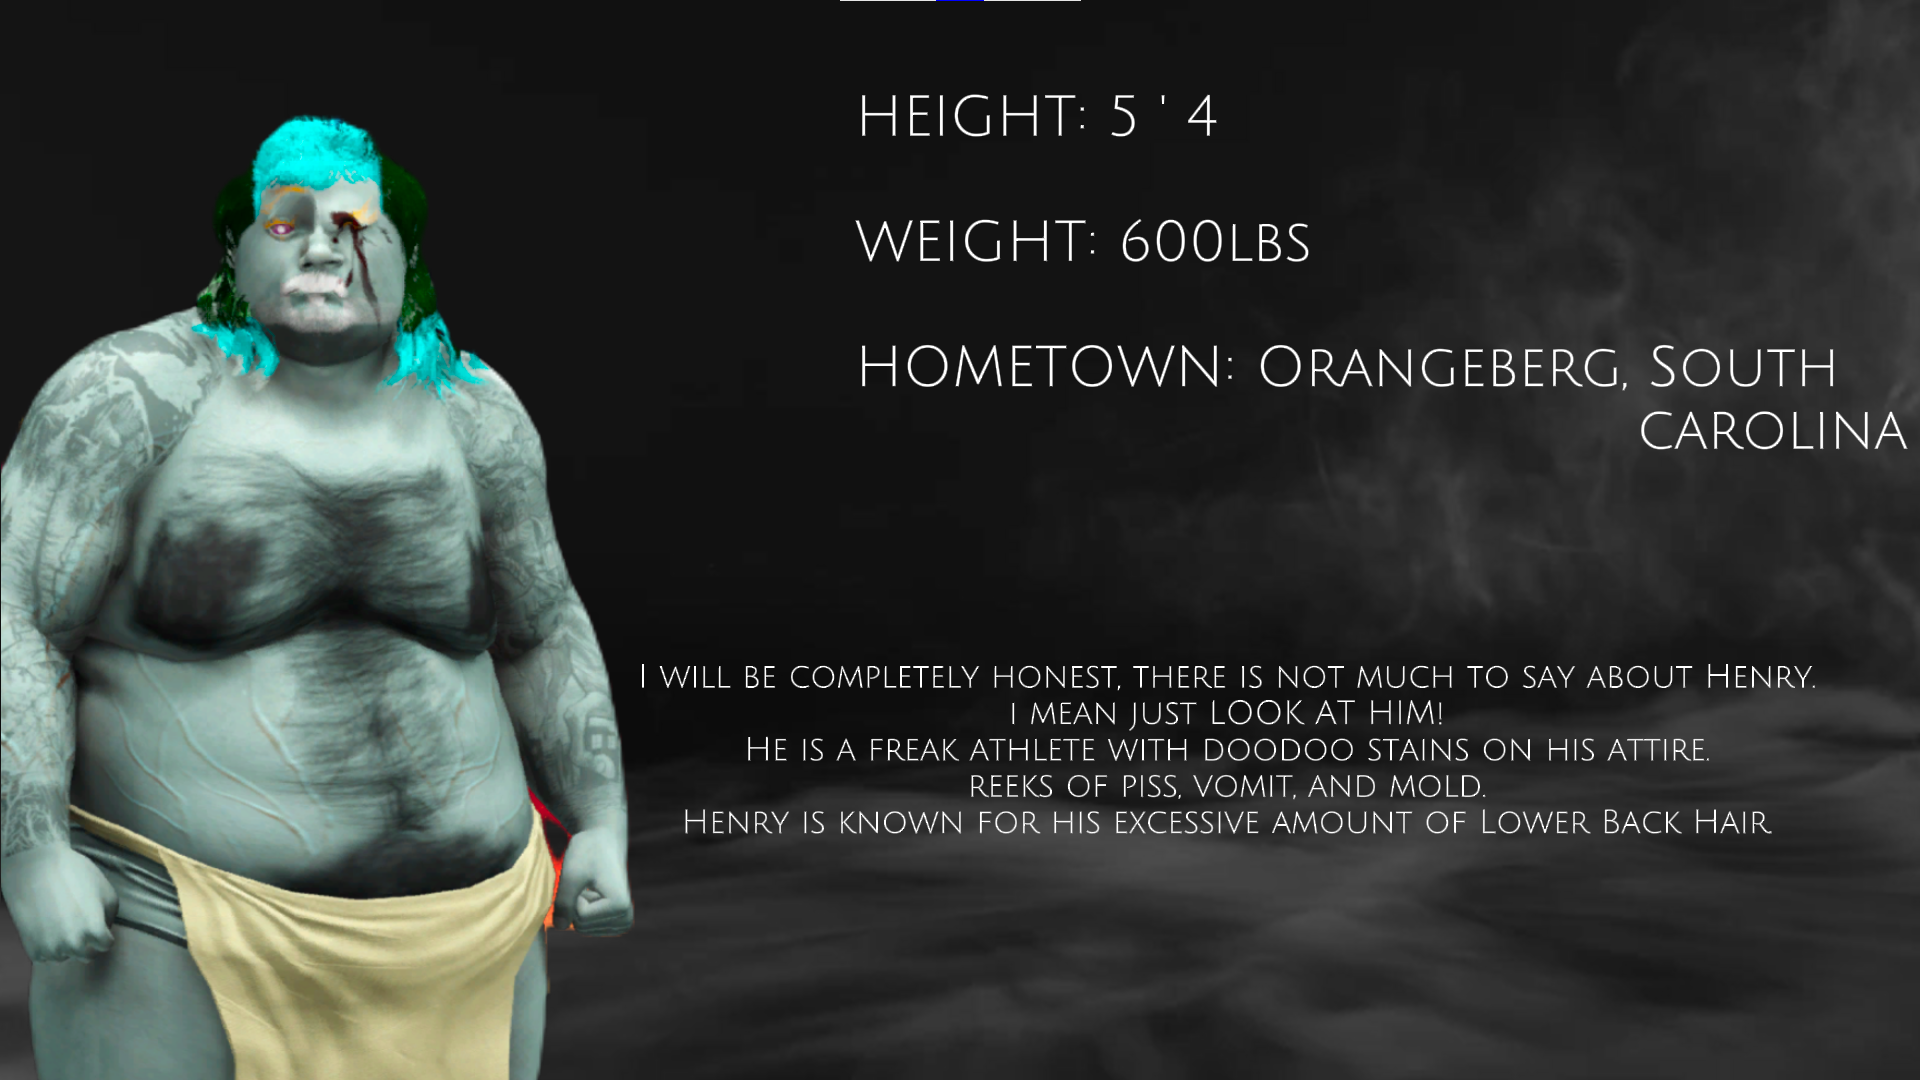 HEIGHT: 5 ' 4
WEIGHT: 600LBS
HOMETOWN: ORANGEBERG, SOUTH
CAROLINA
I WILL BE COMPLETELY HONEST, THERE IS NOT MUCH TO SAY ABOUT HENRY.
I MEAN JUST LOOK AT HIM!
HE IS A FREAK ATHLETE WITH DOODOO STAINS ON HIS ATTIRE.
REEKS OF PISS, VOMIT, AND MOLD.
HENRY IS KNOWN FOR HIS EXCESSIVE AMOUNT OF LOWER BACK HAIR